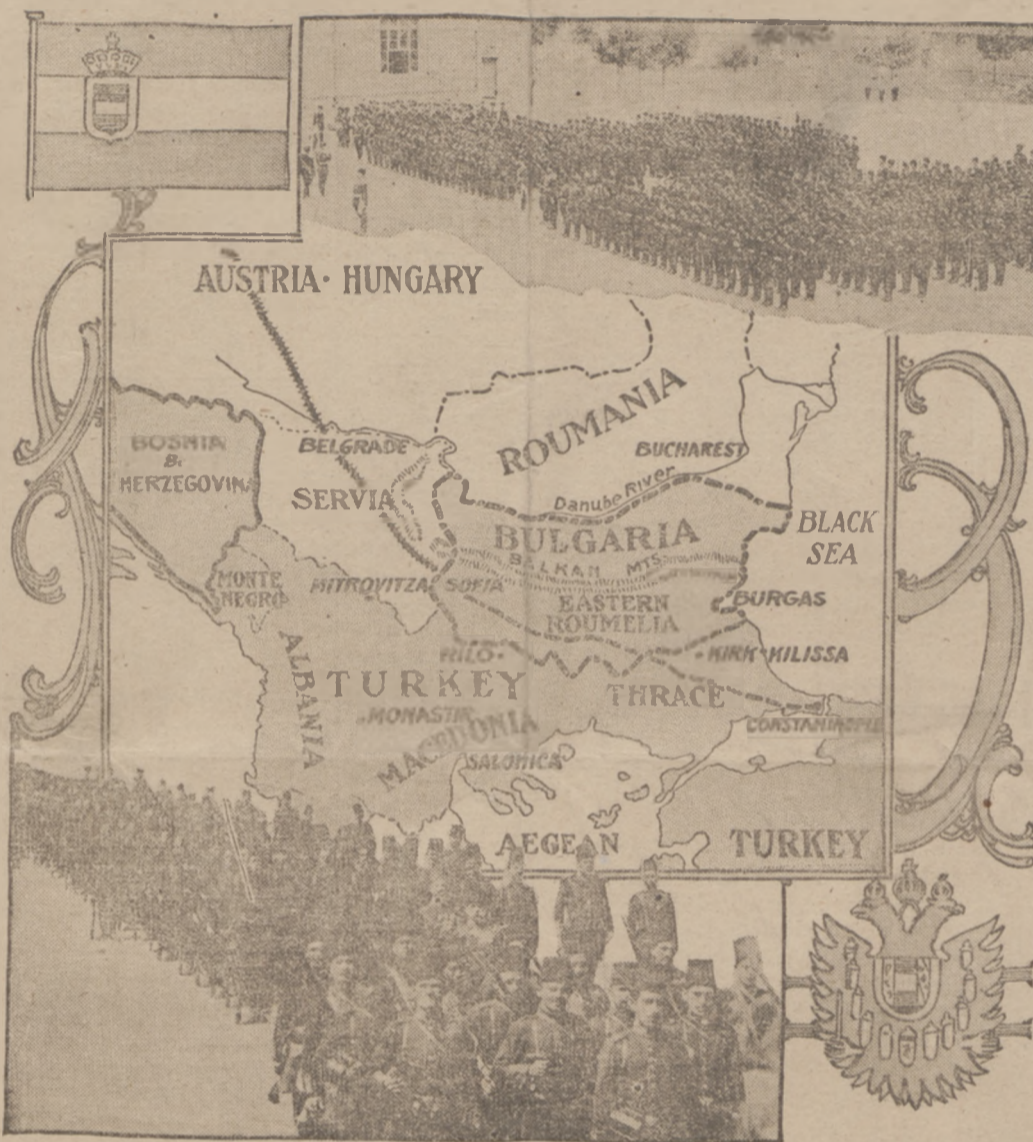 AUSTRIA·HUNGARY
ROUMANIA
BOSNIA
&
HERZEGOVINA
BELGRADE
BUCHAREST
SERVIA
Danube River
BULGARIA
BLACK
SEA
BALKAN MTS
MONTE
NEGRO
MITROVITZA
SOFIA
EASTERN
ROUMELIA
BURGAS
RILO·
·KIRK·KILISSA
ALBANIA
TURKEY
THRACE
·MONASTIR
MACEDONIA
CONSTANTINOPLE
SALONICA
AEGEAN
TURKEY